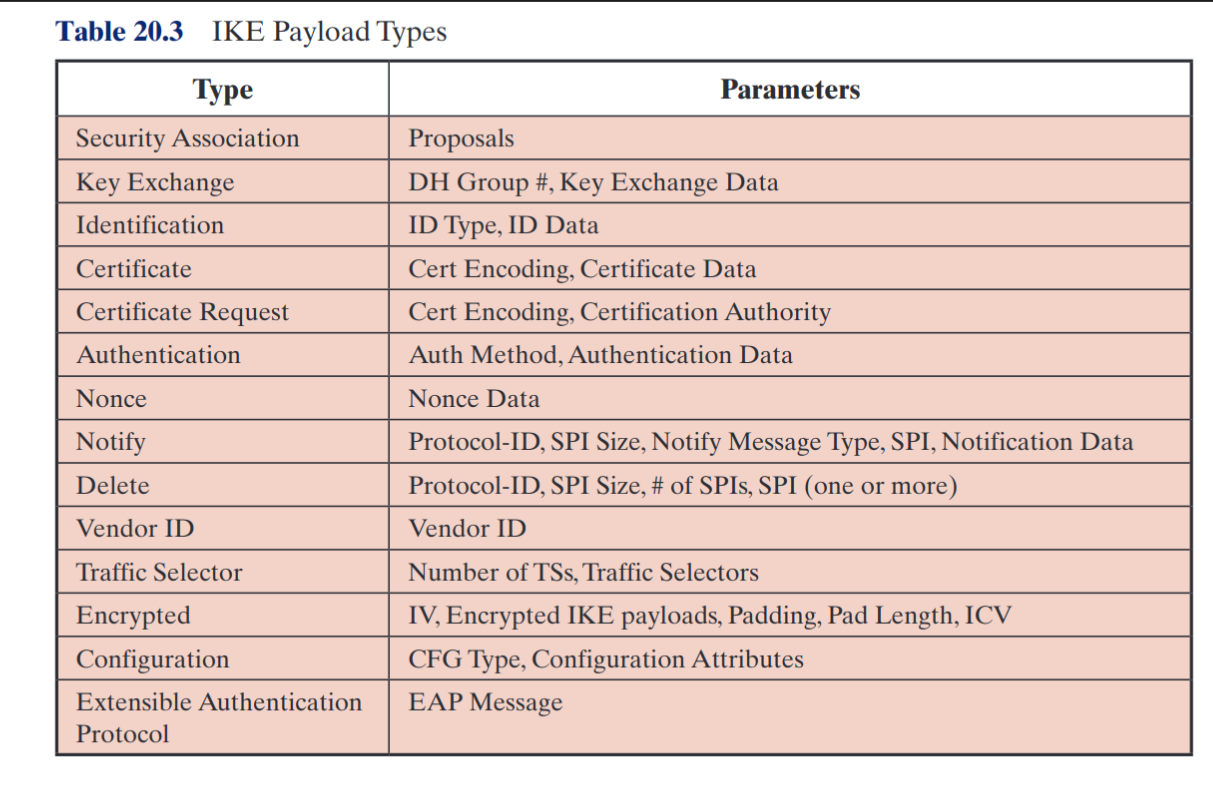 Table 20.3 IKE Payload Types
Type Parameters
Security Association Proposals
Key Exchange DH Group #, Key Exchange Data
Identification ID Type, ID Data
Certificate Cert Encoding, Certificate Data
Certificate Request Cert Encoding, Certification Authority
Authentication Auth Method, Authentication Data
Nonce Nonce Data
Notify Protocol-ID, SPI Size, Notify Message Type, SPI, Notification Data
Delete Protocol-ID, SPI Size, # of SPIs, SPI (one or more)
Vendor ID Vendor ID
Traffic Selector Number of TSs, Traffic Selectors
Encrypted IV, Encrypted IKE payloads, Padding, Pad Length, ICV
Configuration CFG Type, Configuration Attributes
Extensible Authentication EAP Message
Protocol